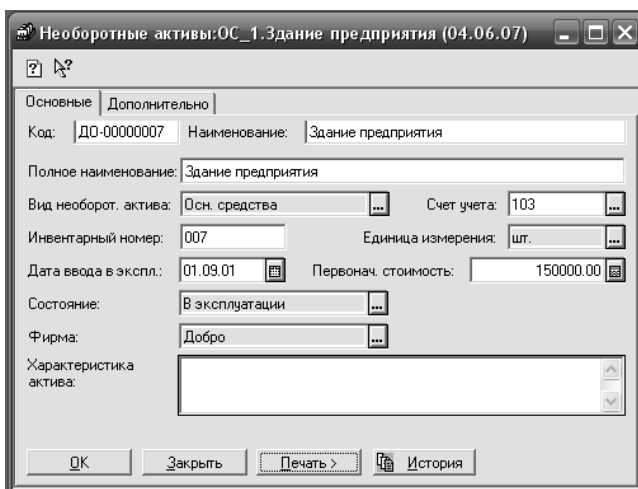 Необоротные активы:ОС_1.Здание предприятия (04.06.07)
Основные Дополнительно
Код: ДО-00000007 Наименование: Здание предприятия
Полное наименование: Здание предприятия
Вид необорот. актива: Осн. средства ... Счет учета: 103 ...
Инвентарный номер: 007 Единица измерения: шт. ...
Дата ввода в экспл.: 01.09.01 Первонач. стоимость: 150000.00
Состояние: В эксплуатации ...
Фирма: Добро ...
Характеристика
актива:
OK Закрыть Печать > История